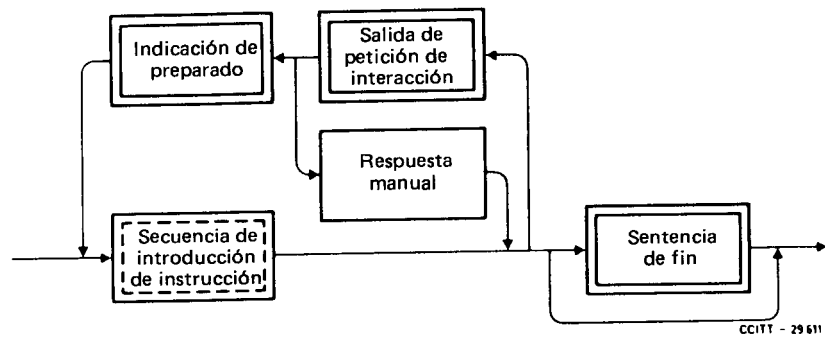 Indicación de
preparado
Salida de
petición de
interacción
Respuesta
manual
Secuencia de
introducción
de instrucción
Sentencia
de fin
CCITT - 29611